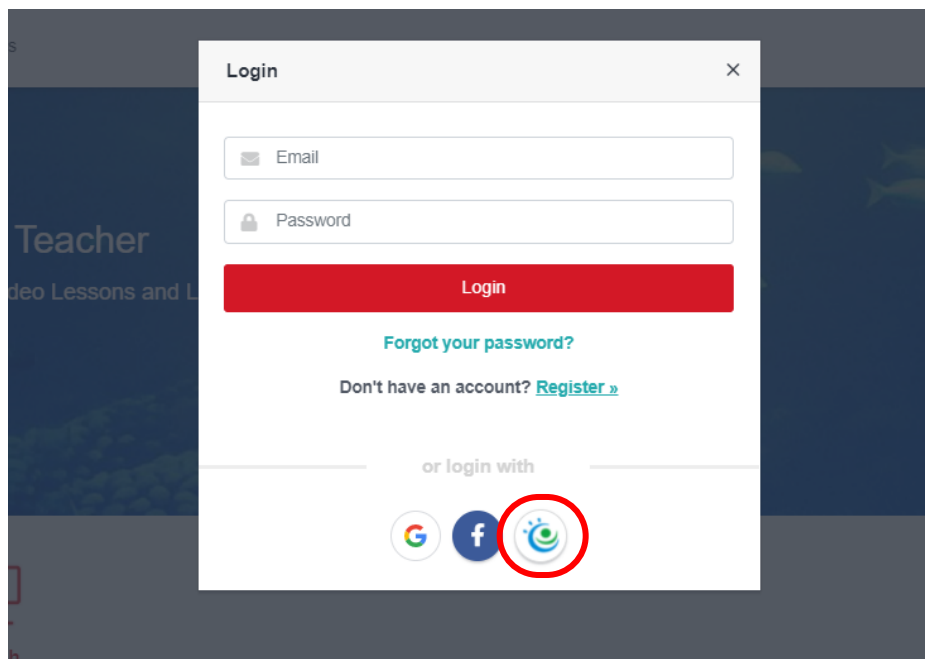 s
Login
Email
Password
Teacher
deo Lessons and L
Login
Forgot your password?
Don't have an account? Register »
or login with
G
f